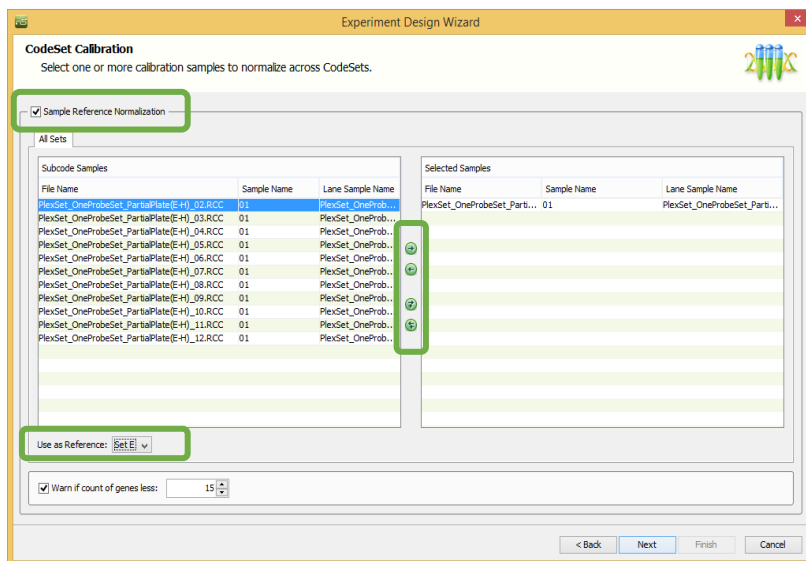 Experiment Design Wizard
CodeSet Calibration
Select one or more calibration samples to normalize across CodeSets.
Sample Reference Normalization
All Sets
Subcode Samples
File Name Sample Name Lane Sample Name
PlexSet_OneProbeSet_PartialPlate(E-H)_02.RCC 01 PlexSet_OneProb...
PlexSet_OneProbeSet_PartialPlate(E-H)_03.RCC 01 PlexSet_OneProb...
PlexSet_OneProbeSet_PartialPlate(E-H)_04.RCC 01 PlexSet_OneProb...
PlexSet_OneProbeSet_PartialPlate(E-H)_05.RCC 01 PlexSet_OneProb...
PlexSet_OneProbeSet_PartialPlate(E-H)_06.RCC 01 PlexSet_OneProb...
PlexSet_OneProbeSet_PartialPlate(E-H)_07.RCC 01 PlexSet_OneProb...
PlexSet_OneProbeSet_PartialPlate(E-H)_08.RCC 01 PlexSet_OneProb...
PlexSet_OneProbeSet_PartialPlate(E-H)_09.RCC 01 PlexSet_OneProb...
PlexSet_OneProbeSet_PartialPlate(E-H)_10.RCC 01 PlexSet_OneProb...
PlexSet_OneProbeSet_PartialPlate(E-H)_11.RCC 01 PlexSet_OneProb...
PlexSet_OneProbeSet_PartialPlate(E-H)_12.RCC 01 PlexSet_OneProb...
Selected Samples
File Name Sample Name Lane Sample Name
PlexSet_OneProbeSet_Parti... 01 PlexSet_OneProbeSet_Parti...
Use as Reference: Set E
Warn if count of genes less: 15
< Back Next Finish Cancel